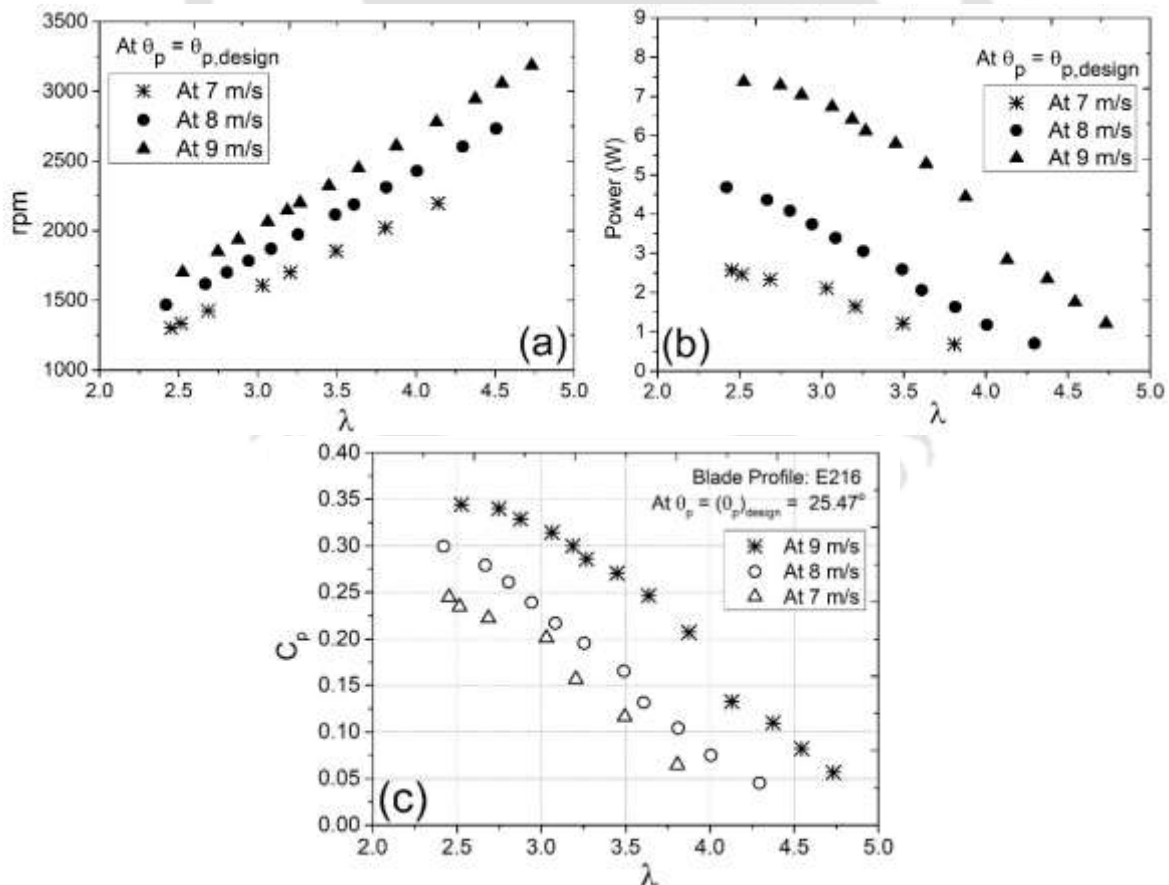 3500
3000
2500
2000
1500
1000
rpm
At θp = θp,design
At 7 m/s
At 8 m/s
At 9 m/s
(a)
2.0 2.5 3.0 3.5 4.0 4.5 5.0
λ
9
8
7
6
5
4
3
2
1
0
Power (W)
At θp = θp,design
At 7 m/s
At 8 m/s
At 9 m/s
(b)
2.0 2.5 3.0 3.5 4.0 4.5 5.0
λ
0.40
0.35
0.30
0.25
0.20
0.15
0.10
0.05
0.00
Cp
Blade Profile: E216
At θp = (θp)design = 25.47°
At 9 m/s
At 8 m/s
At 7 m/s
(c)
2.0 2.5 3.0 3.5 4.0 4.5 5.0
λ